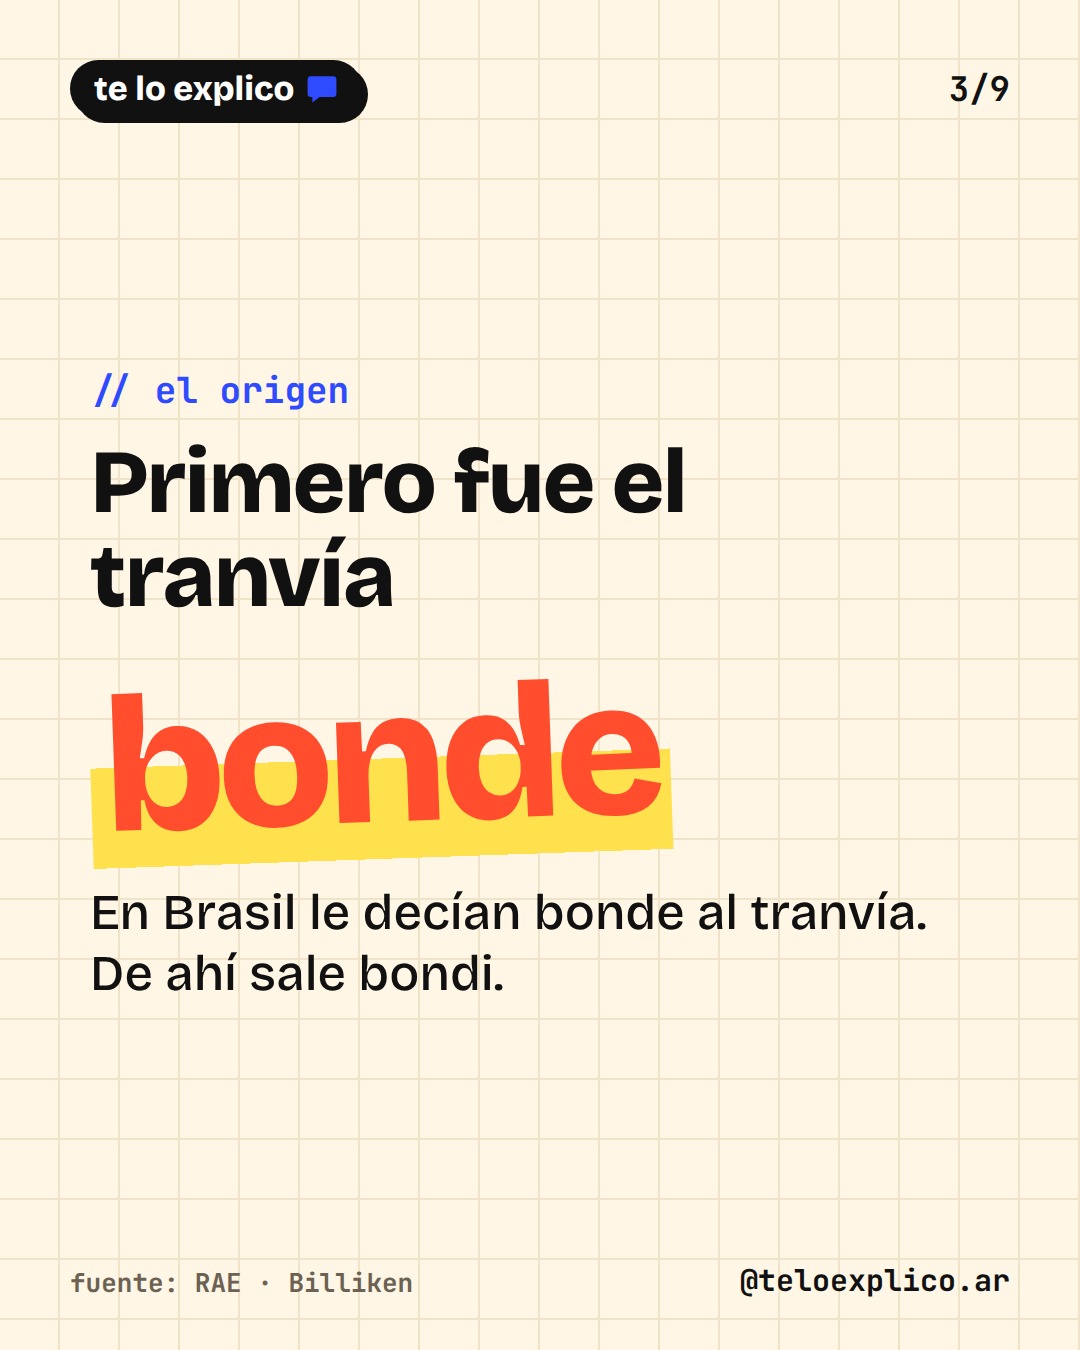 te lo explico
3/9
// el origen
Primero fue el
tranvía
bonde
En Brasil le decían bonde al tranvía.
De ahí sale bondi.
fuente: RAE · Billiken
@teloexplico.ar